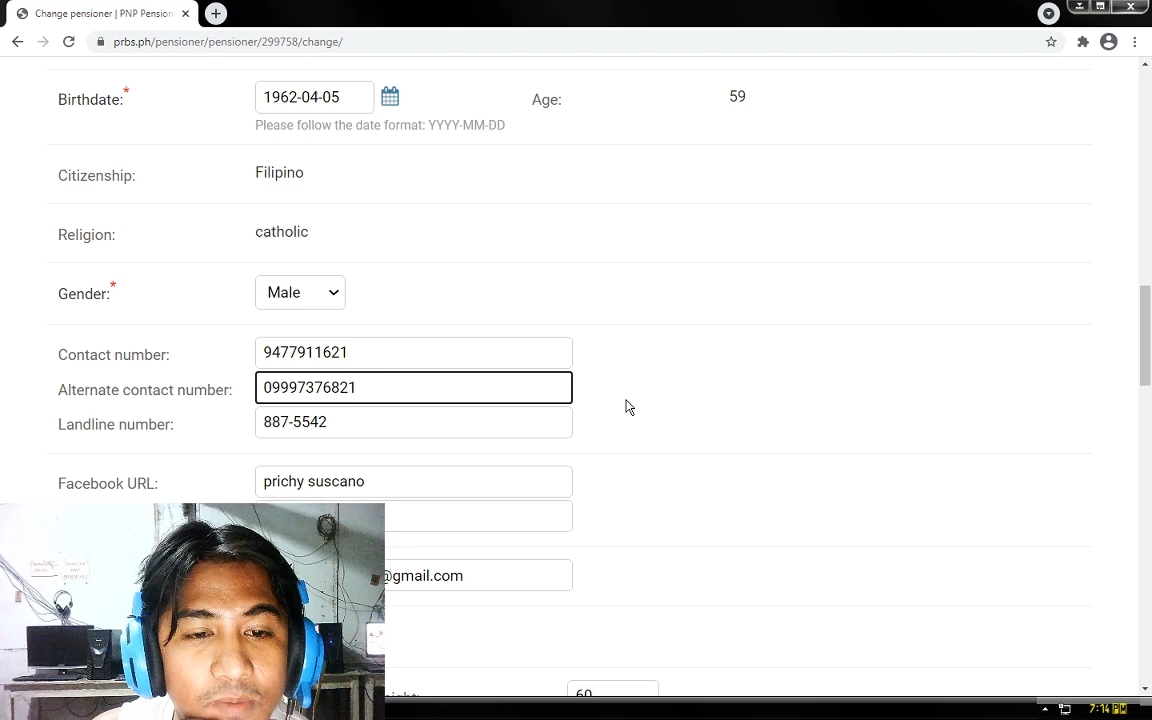 Change pensioner | PNP Pension
prbs.ph/pensioner/pensioner/299758/change/
Birthdate:* 1962-04-05 Age: 59
Please follow the date format: YYYY-MM-DD
Citizenship: Filipino
Religion: catholic
Gender:* Male
Contact number: 9477911621
Alternate contact number: 09997376821
Landline number: 887-5542
Facebook URL: prichy suscano
@gmail.com
60
7:14 PM